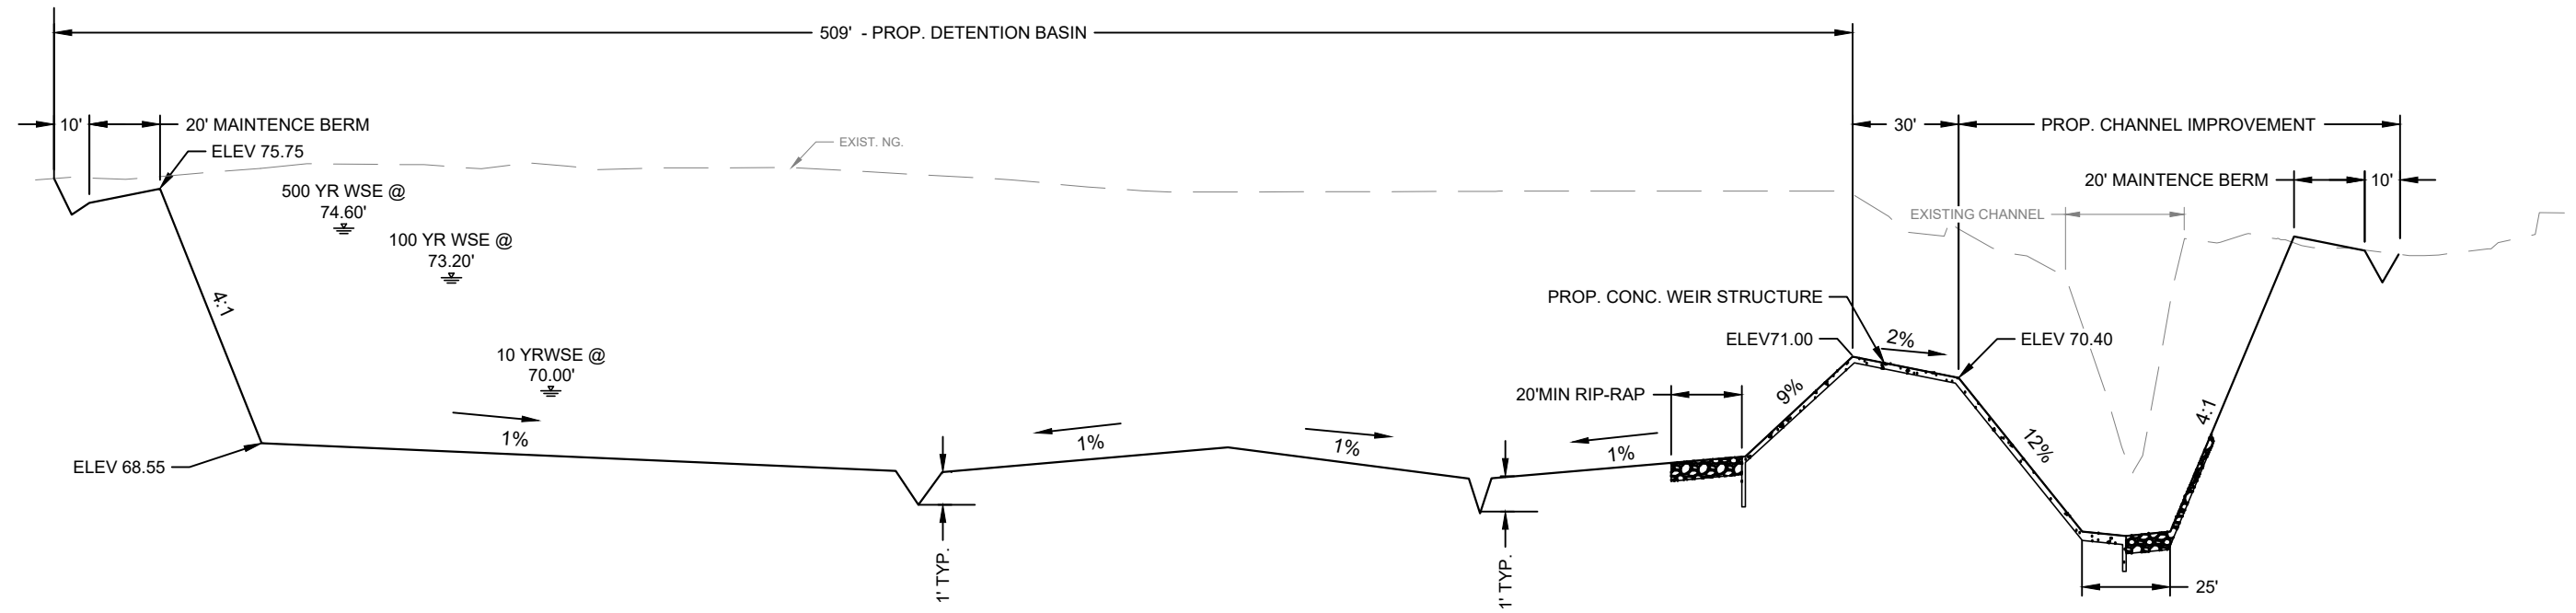 509' - PROP. DETENTION BASIN
10'
20' MAINTENCE BERM
30'
PROP. CHANNEL IMPROVEMENT
EXIST. NG.
ELEV 75.75
500 YR WSE @
74.60'
20' MAINTENCE BERM
10'
EXISTING CHANNEL
100 YR WSE @
73.20'
4:1
PROP. CONC. WEIR STRUCTURE
ELEV71.00
2%
ELEV 70.40
10 YRWSE @
70.00'
20'MIN RIP-RAP
9%
4:1
1%
1%
1%
1%
12%
ELEV 68.55
1' TYP.
1' TYP.
25'